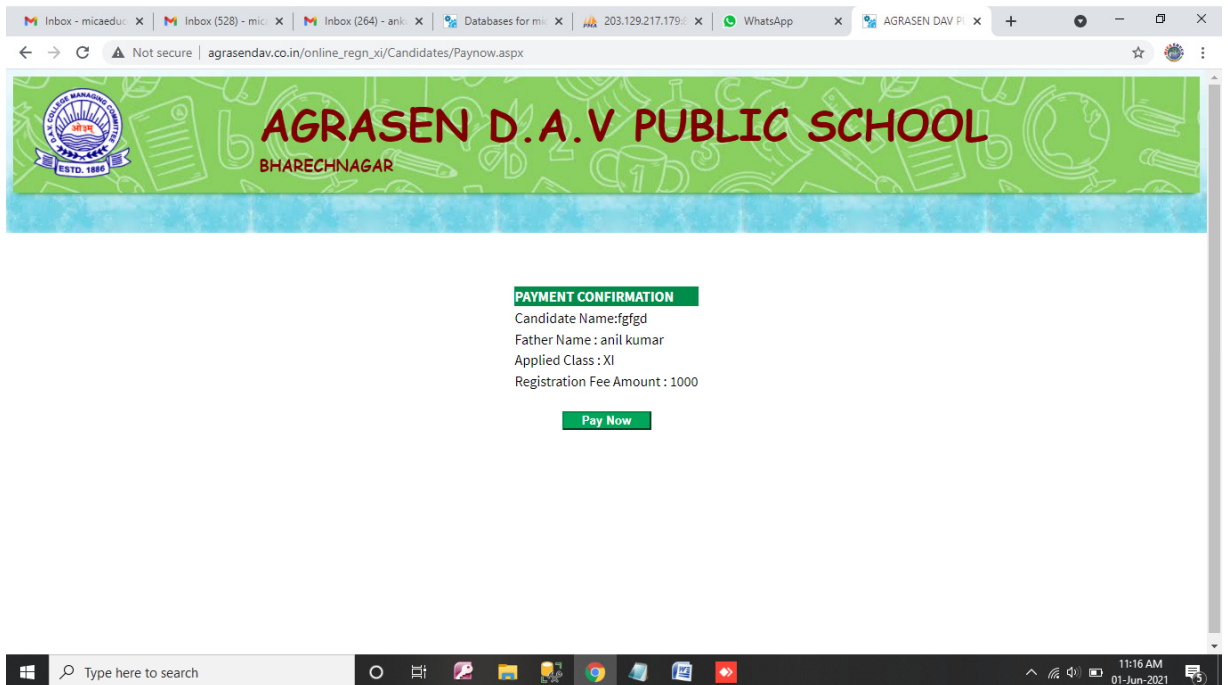 Inbox - micaeduc
Inbox (528) - mic
Inbox (264) - ank
Databases for mic
203.129.217.179:
WhatsApp
AGRASEN DAV P
Not secure | agrasendav.co.in/online_regn_xi/Candidates/Paynow.aspx
ओ३म्
ESTD. 1886
AGRASEN D.A.V PUBLIC SCHOOL
BHARECHNAGAR
PAYMENT CONFIRMATION
Candidate Name:fgfgd
Father Name : anil kumar
Applied Class : XI
Registration Fee Amount : 1000
Pay Now
Type here to search
11:16 AM
01-Jun-2021
5